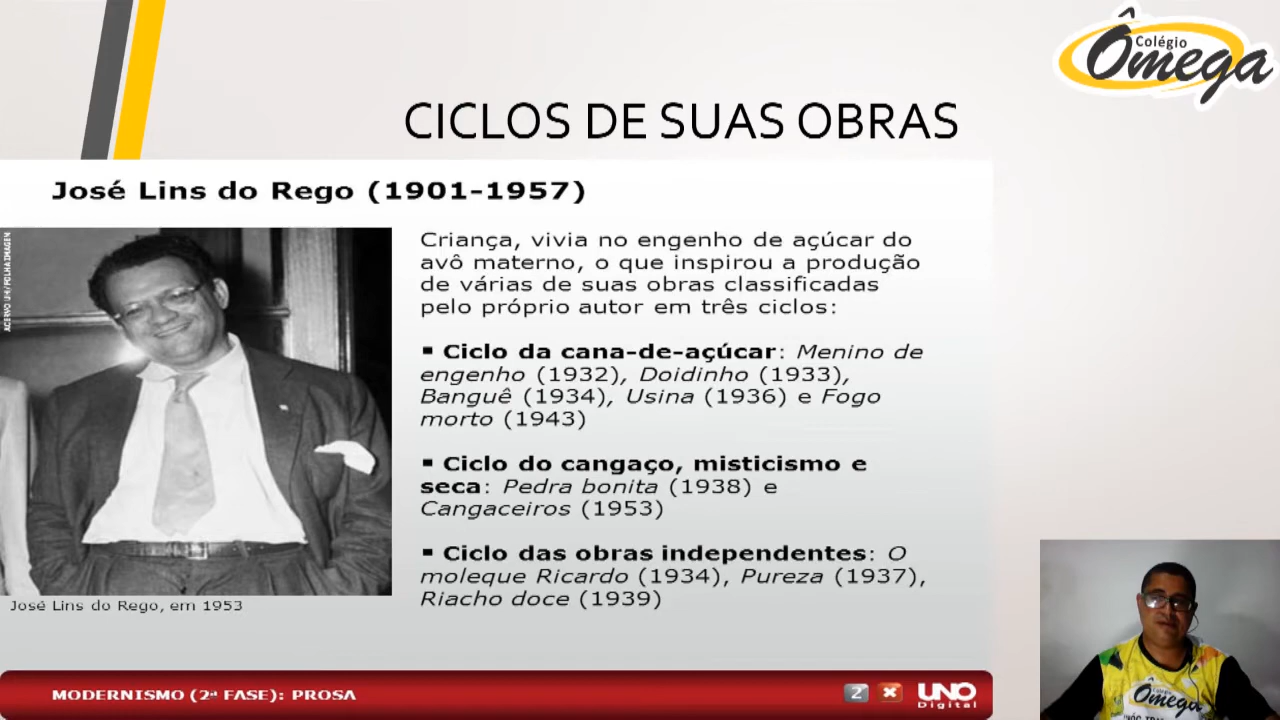 Colégio
Ômega
CICLOS DE SUAS OBRAS
José Lins do Rego (1901-1957)
ACERVO UH/FOLHAIMAGEM
Criança, vivia no engenho de açúcar do
avô materno, o que inspirou a produção
de várias de suas obras classificadas
pelo próprio autor em três ciclos:
▪ Ciclo da cana-de-açúcar: Menino de
engenho (1932), Doidinho (1933),
Banguê (1934), Usina (1936) e Fogo
morto (1943)
▪ Ciclo do cangaço, misticismo e
seca: Pedra bonita (1938) e
Cangaceiros (1953)
▪ Ciclo das obras independentes: O
moleque Ricardo (1934), Pureza (1937),
Riacho doce (1939)
José Lins do Rego, em 1953
MODERNISMO (2ª FASE): PROSA
2
UNO
Digital
Ômega